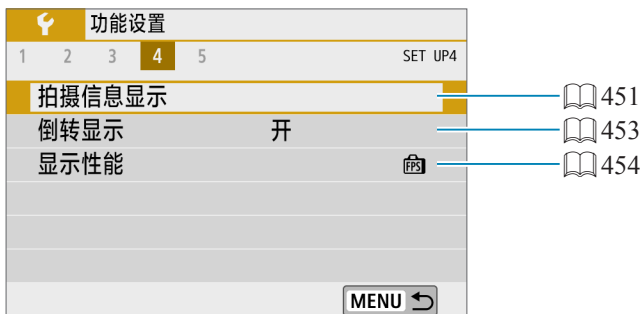 功能设置
1 2 3 4 5 SET UP4
拍摄信息显示 451
倒转显示 开 453
显示性能 FPS 454
MENU